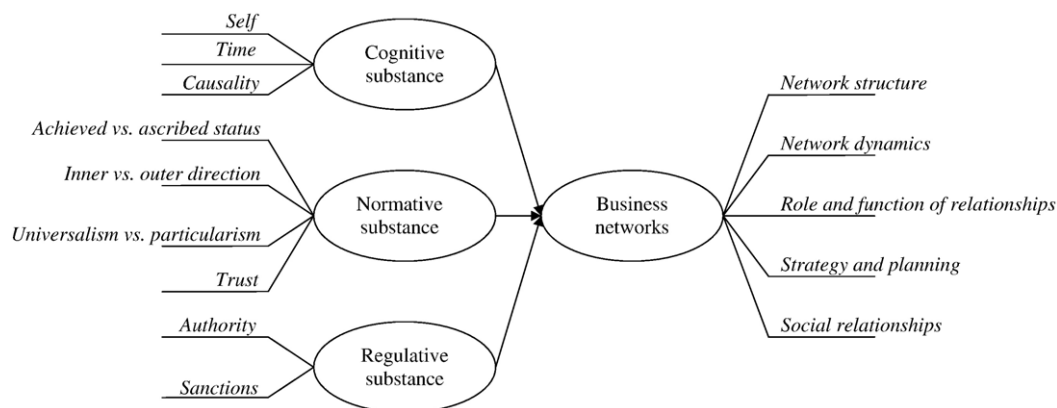 Self
Time
Causality
Cognitive
substance
Achieved vs. ascribed status
Inner vs. outer direction
Universalism vs. particularism
Trust
Normative
substance
Authority
Sanctions
Regulative
substance
Business
networks
Network structure
Network dynamics
Role and function of relationships
Strategy and planning
Social relationships